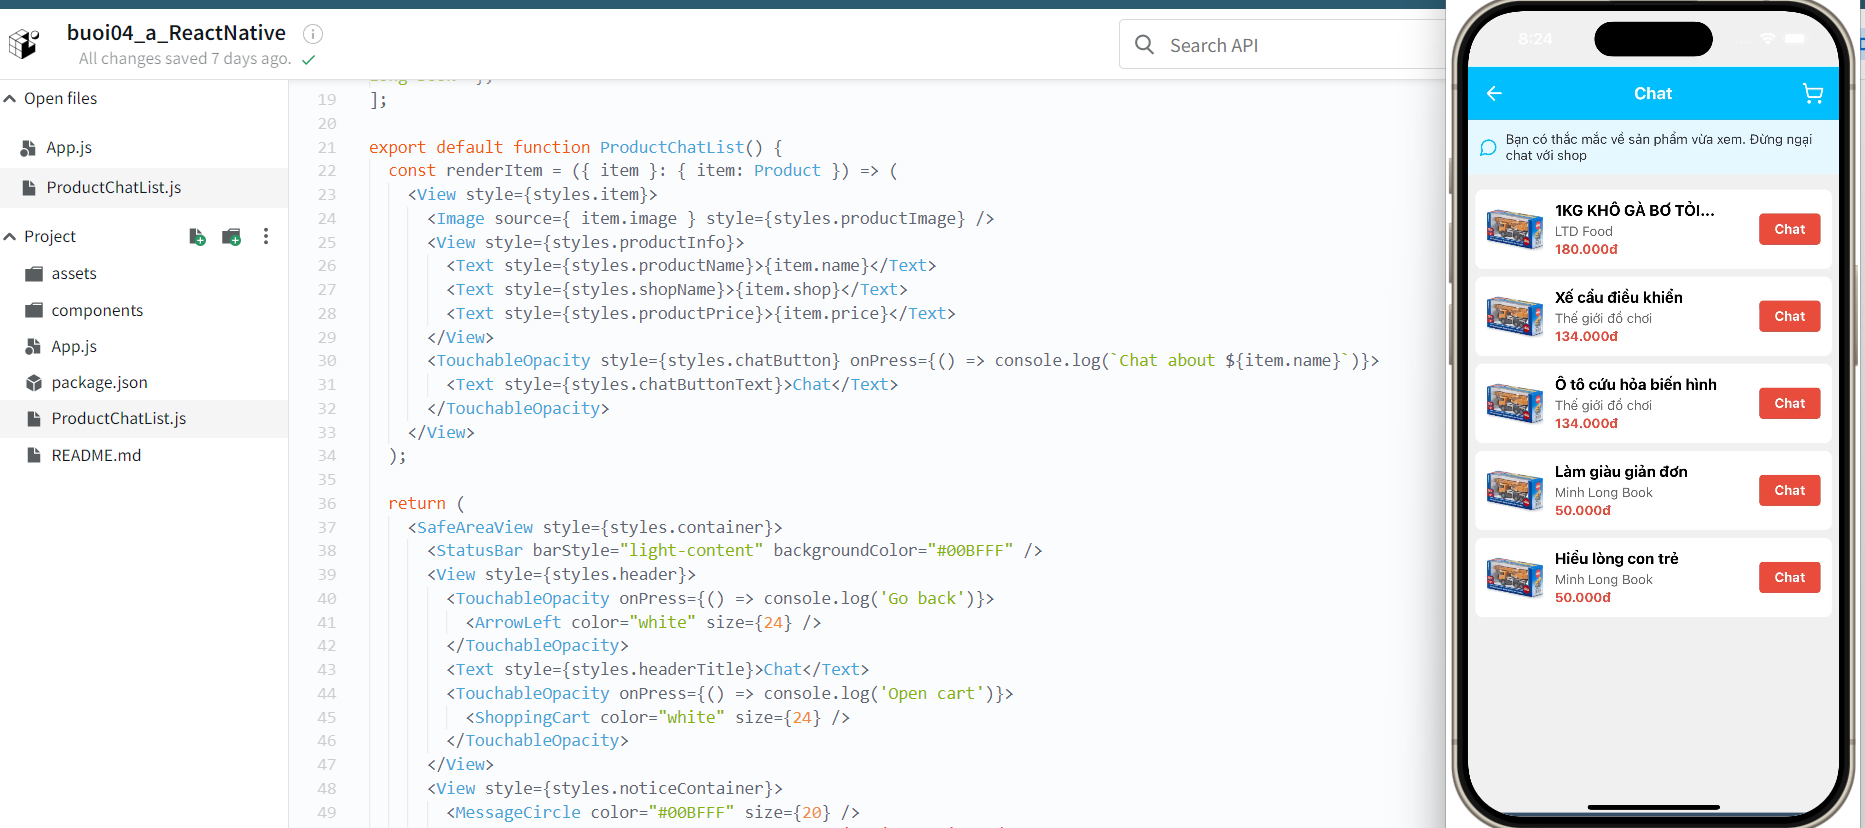 buoi04_a_ReactNative
All changes saved 7 days ago.
Search API
Open files
App.js
ProductChatList.js
Project
assets
components
App.js
package.json
ProductChatList.js
README.md
19 ];
20
21 export default function ProductChatList() {
22 const renderItem = ({ item }: { item: Product }) => (
23 <View style={styles.item}>
24 <Image source={ item.image } style={styles.productImage} />
25 <View style={styles.productInfo}>
26 <Text style={styles.productName}>{item.name}</Text>
27 <Text style={styles.shopName}>{item.shop}</Text>
28 <Text style={styles.productPrice}>{item.price}</Text>
29 </View>
30 <TouchableOpacity style={styles.chatButton} onPress={() => console.log(`Chat about ${item.name}`)}>
31 <Text style={styles.chatButtonText}>Chat</Text>
32 </TouchableOpacity>
33 </View>
34 );
35
36 return (
37 <SafeAreaView style={styles.container}>
38 <StatusBar barStyle="light-content" backgroundColor="#00BFFF" />
39 <View style={styles.header}>
40 <TouchableOpacity onPress={() => console.log('Go back')}>
41 <ArrowLeft color="white" size={24} />
42 </TouchableOpacity>
43 <Text style={styles.headerTitle}>Chat</Text>
44 <TouchableOpacity onPress={() => console.log('Open cart')}>
45 <ShoppingCart color="white" size={24} />
46 </TouchableOpacity>
47 </View>
48 <View style={styles.noticeContainer}>
49 <MessageCircle color="#00BFFF" size={20} />
8:24
Chat
Bạn có thắc mắc về sản phẩm vừa xem. Đừng ngại
chat với shop
1KG KHÔ GÀ BƠ TỎI...
LTD Food
180.000đ
Chat
Xế cẩu điều khiển
Thế giới đồ chơi
134.000đ
Chat
Ô tô cứu hỏa biến hình
Thế giới đồ chơi
134.000đ
Chat
Làm giàu giản đơn
Minh Long Book
50.000đ
Chat
Hiểu lòng con trẻ
Minh Long Book
50.000đ
Chat